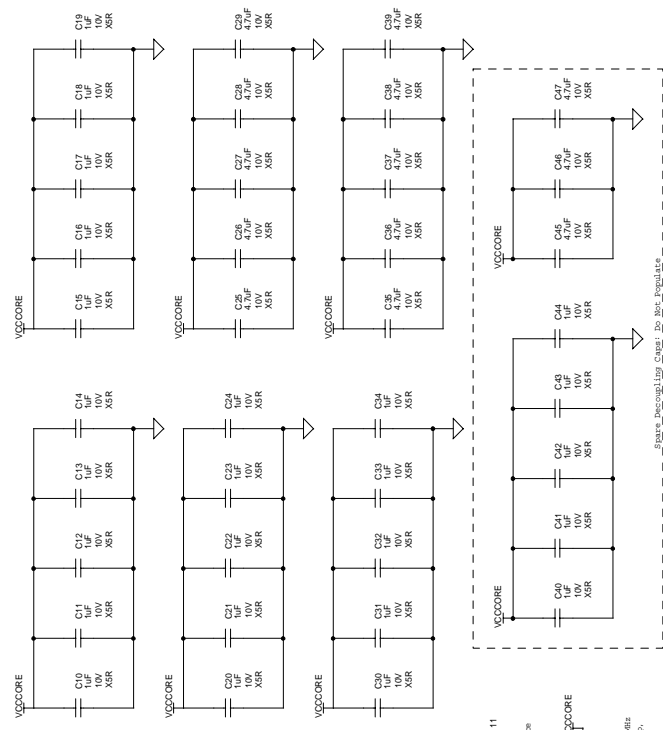 VCCCORE
C10
1uF
10V
X5R
C11
1uF
10V
X5R
C12
1uF
10V
X5R
C13
1uF
10V
X5R
C14
1uF
10V
X5R
VCCCORE
C15
1uF
10V
X5R
C16
1uF
10V
X5R
C17
1uF
10V
X5R
C18
1uF
10V
X5R
C19
1uF
10V
X5R
VCCCORE
C20
1uF
10V
X5R
C21
1uF
10V
X5R
C22
1uF
10V
X5R
C23
1uF
10V
X5R
C24
1uF
10V
X5R
VCCCORE
C25
4.7uF
10V
X5R
C26
4.7uF
10V
X5R
C27
4.7uF
10V
X5R
C28
4.7uF
10V
X5R
C29
4.7uF
10V
X5R
VCCCORE
C30
1uF
10V
X5R
C31
1uF
10V
X5R
C32
1uF
10V
X5R
C33
1uF
10V
X5R
C34
1uF
10V
X5R
VCCCORE
C35
4.7uF
10V
X5R
C36
4.7uF
10V
X5R
C37
4.7uF
10V
X5R
C38
4.7uF
10V
X5R
C39
4.7uF
10V
X5R
VCCCORE
C40
1uF
10V
X5R
C41
1uF
10V
X5R
C42
1uF
10V
X5R
C43
1uF
10V
X5R
C44
1uF
10V
X5R
VCCCORE
C45
4.7uF
10V
X5R
C46
4.7uF
10V
X5R
C47
4.7uF
10V
X5R
Spare Decoupling Caps: Do Not Populate
11
CCCORE